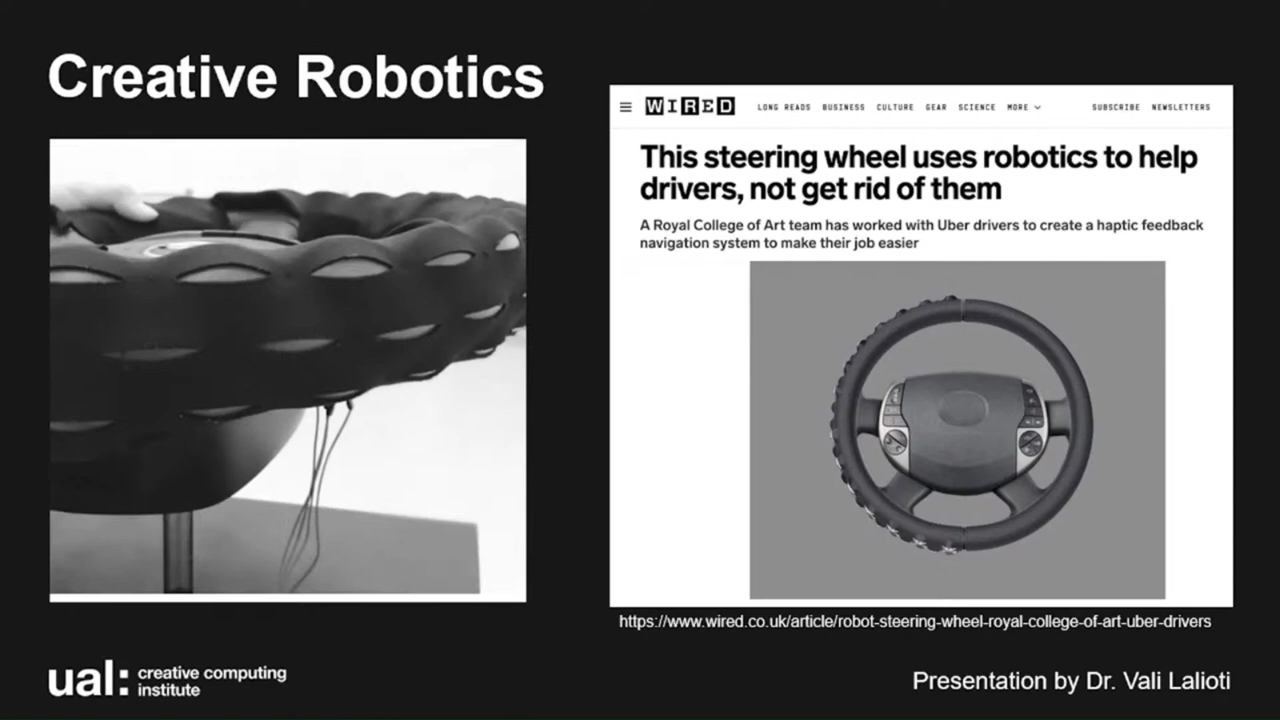 Creative Robotics
WIRED
LONG READS BUSINESS CULTURE GEAR SCIENCE MORE
SUBSCRIBE NEWSLETTERS
This steering wheel uses robotics to help
drivers, not get rid of them
A Royal College of Art team has worked with Uber drivers to create a haptic feedback
navigation system to make their job easier
https://www.wired.co.uk/article/robot-steering-wheel-royal-college-of-art-uber-drivers
ual: creative computing
institute
Presentation by Dr. Vali Lalioti